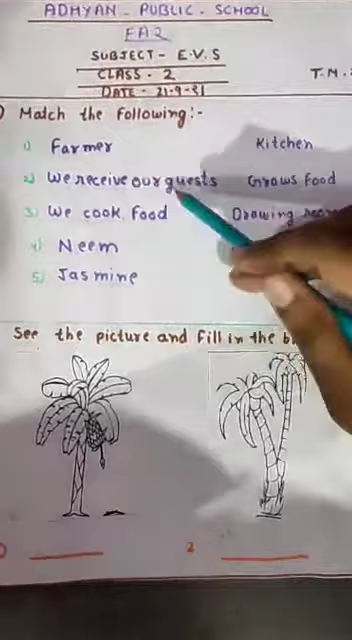 ADHYAN - PUBLIC - SCHOOL
FA2
SUBJECT - E.V.S
CLASS - 2
T.M.
DATE - 21-9-21
Match the following:-
1) Farmer Kitchen
2) We receive our guests Grows Food
3) We cook food Drawing
4) Neem
5) Jasmine
See the picture and fill in the
2